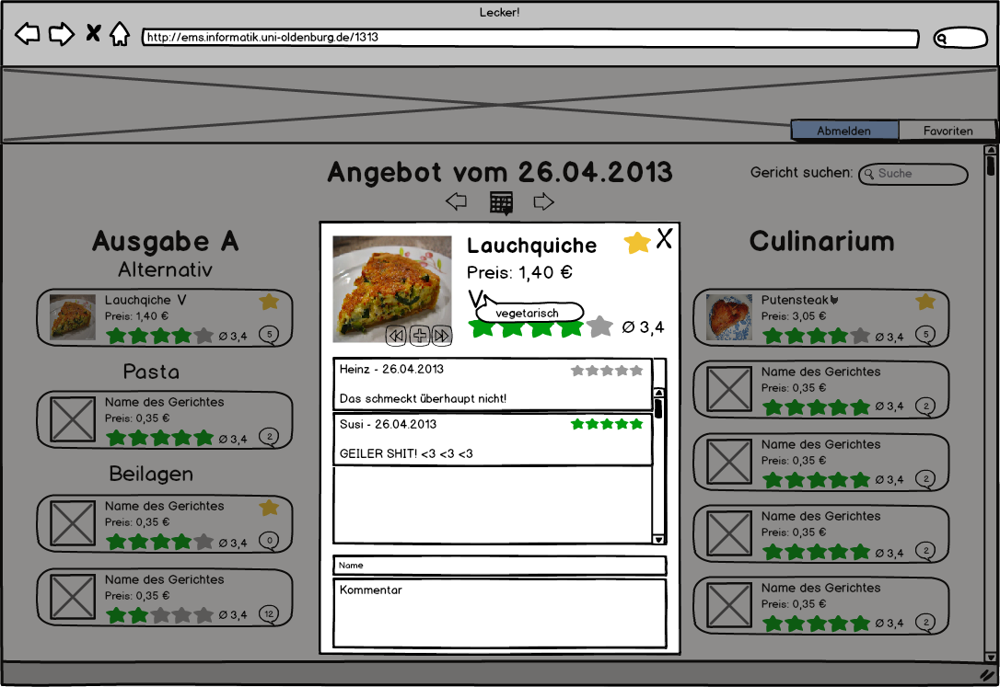 Lecker!
http://ems.informatik.uni-oldenburg.de/1313
Abmelden
Favoriten
Angebot vom 26.04.2013
Gericht suchen:
Suche
Ausgabe A
Alternativ
Lauchqiche V
Preis: 1,40 €
Ø 3,4
5
Pasta
Name des Gerichtes
Preis: 0,35 €
Ø 3,4
2
Beilagen
Name des Gerichtes
Preis: 0,35 €
Ø 3,4
0
Name des Gerichtes
Preis: 0,35 €
Ø 3,4
12
Lauchquiche
X
Preis: 1,40 €
V
vegetarisch
Ø 3,4
Heinz - 26.04.2013
Das schmeckt überhaupt nicht!
Susi - 26.04.2013
GEILER SHIT! <3 <3 <3
Name
Kommentar
Culinarium
Putensteak
Preis: 3,05 €
Ø 3,4
5
Name des Gerichtes
Preis: 0,35 €
Ø 3,4
2
Name des Gerichtes
Preis: 0,35 €
Ø 3,4
2
Name des Gerichtes
Preis: 0,35 €
Ø 3,4
2
Name des Gerichtes
Preis: 0,35 €
Ø 3,4
2